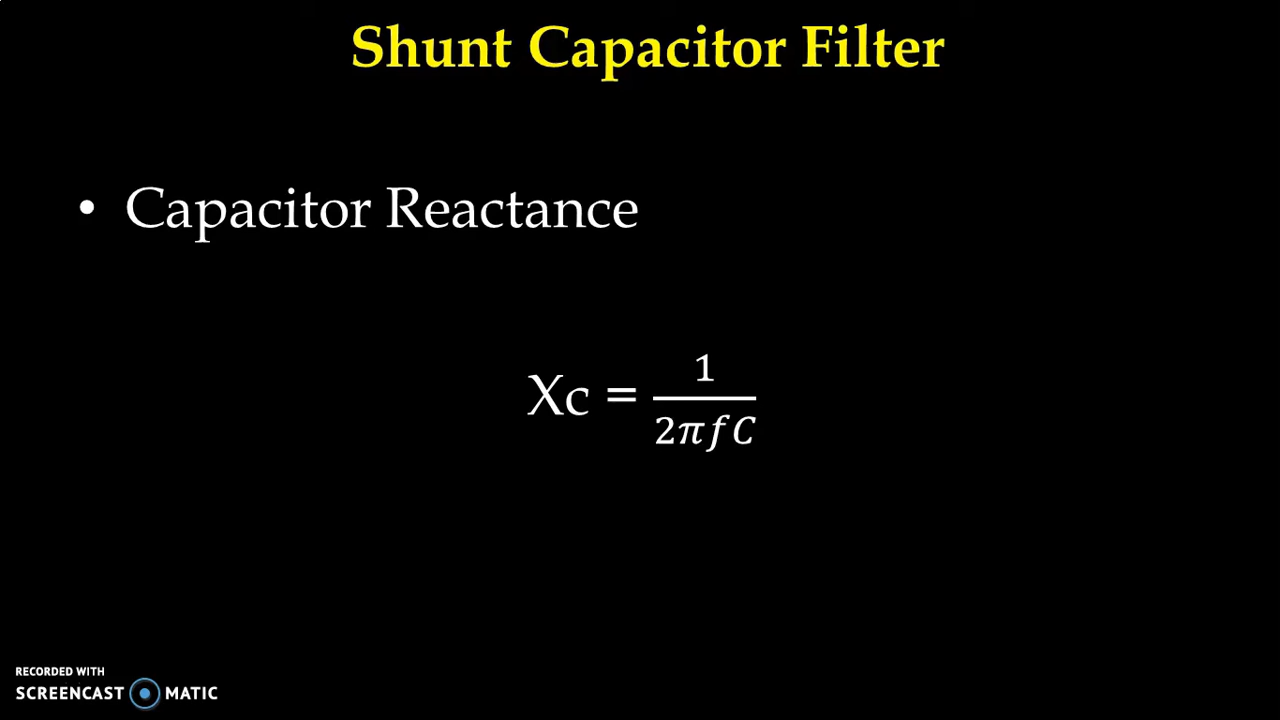 Shunt Capacitor Filter
• Capacitor Reactance
Xc = 1/2πfC
RECORDED WITH
SCREENCAST MATIC